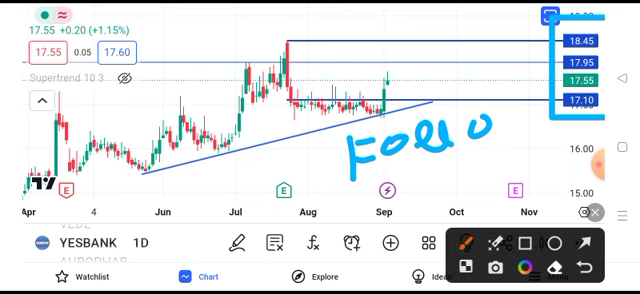 17.55 +0.20 (+1.15%)
17.55 0.05 17.60
Supertrend 10 3
18.45
17.95
17.55
17.10
16.00
15.00
E E E
Apr 4 Jun Jul Aug Sep Oct Nov
YESBANK 1D
Watchlist Chart Explore Ideas Menu